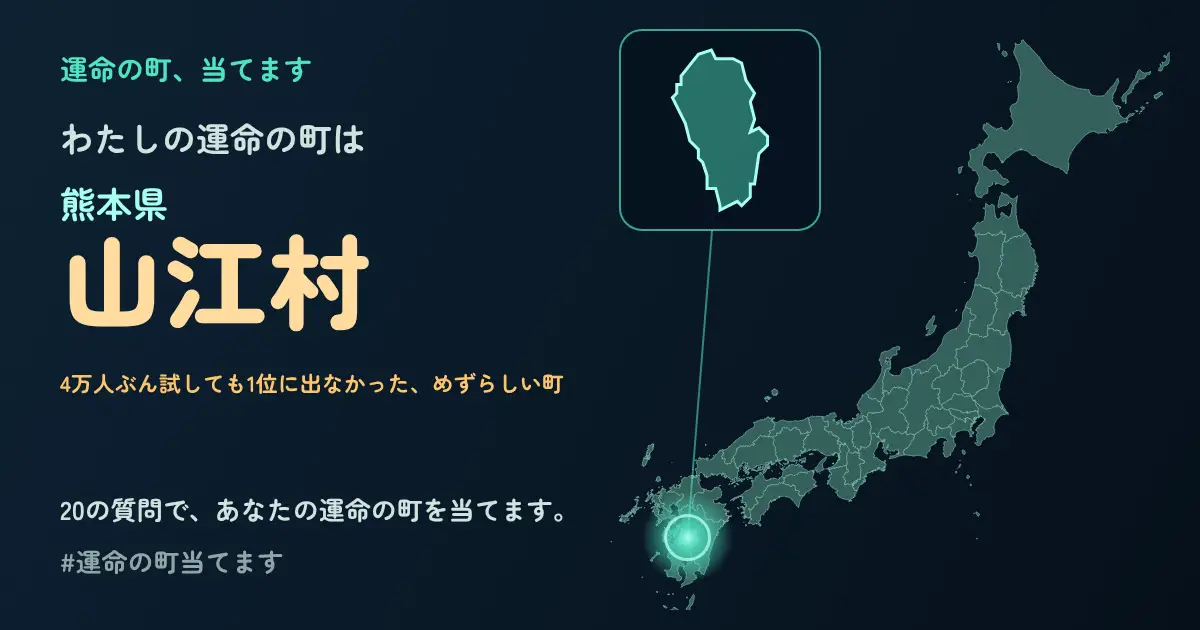 運命の町、当てます
わたしの運命の町は
熊本県
山江村
4万人ぶん試しても1位に出なかった、めずらしい町
20の質問で、あなたの運命の町を当てます。
#運命の町当てます